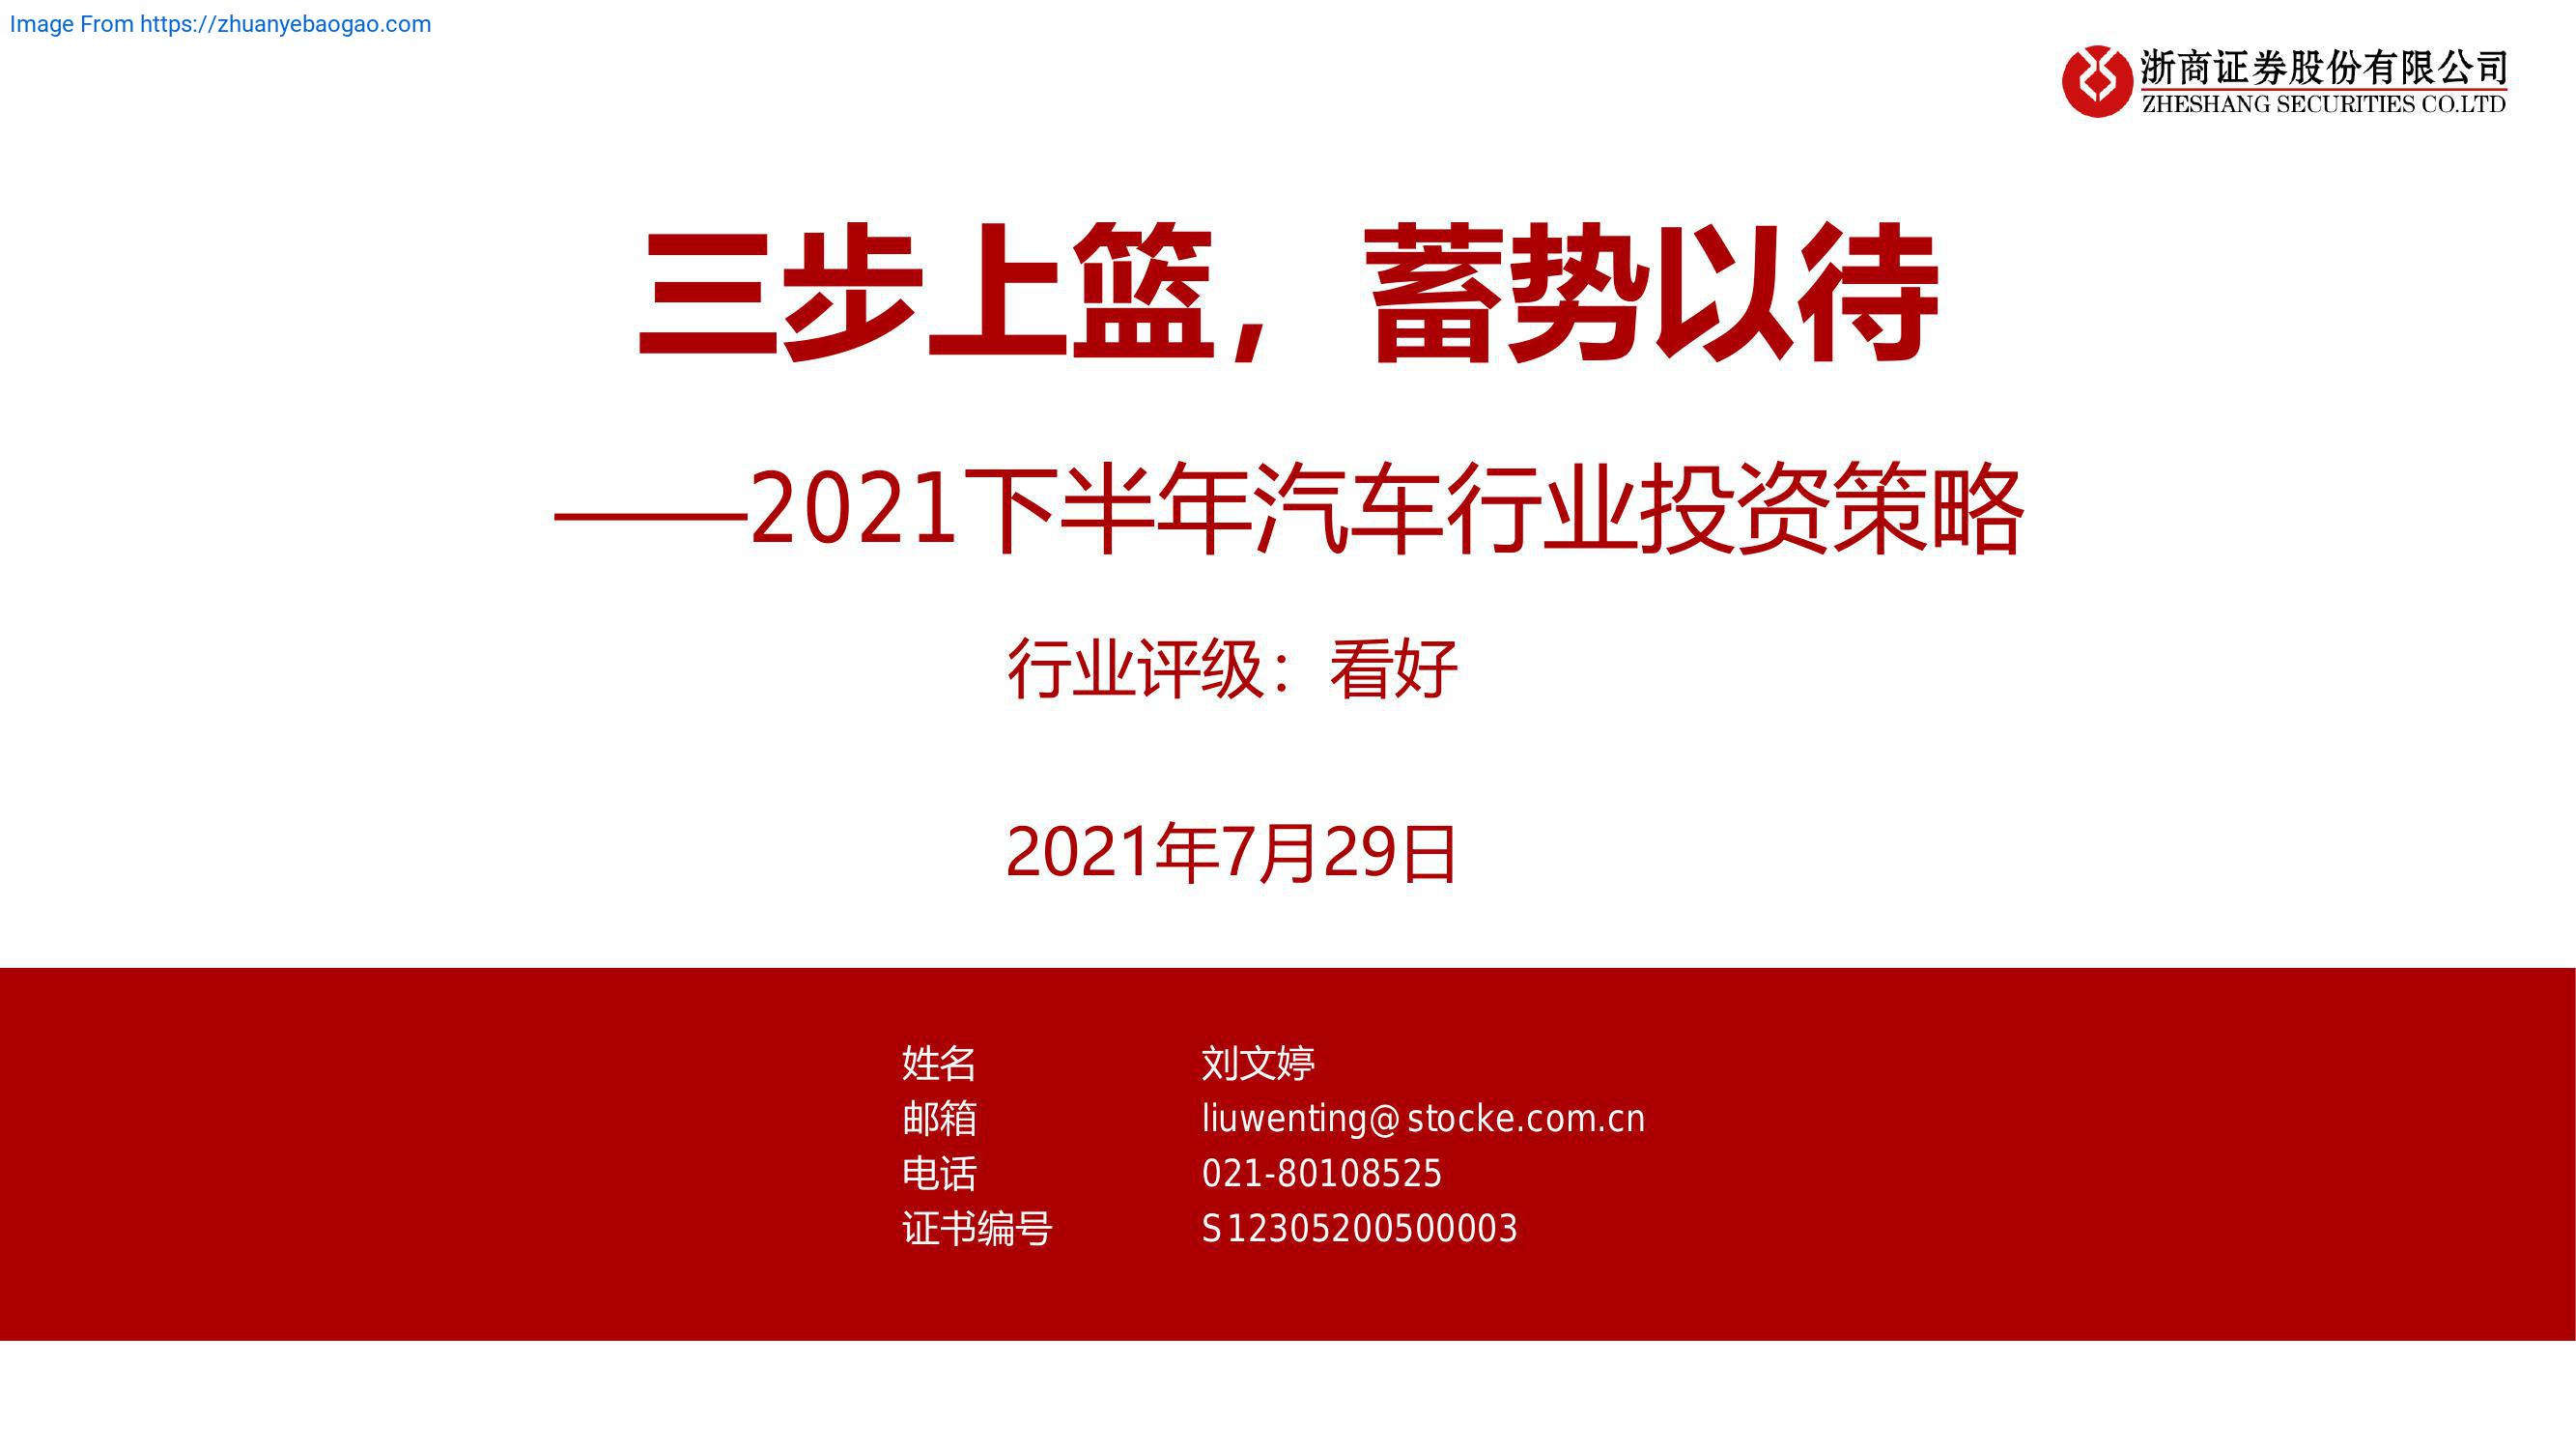 Image From https://zhuanyebaogao.com
浙商证券股份有限公司
ZHESHANG SECURITIES CO.LTD
三步上篮，蓄势以待
——2021下半年汽车行业投资策略
行业评级：看好
2021年7月29日
姓名 刘文婷
邮箱 liuwenting@stocke.com.cn
电话 021-80108525
证书编号 S12305200500003